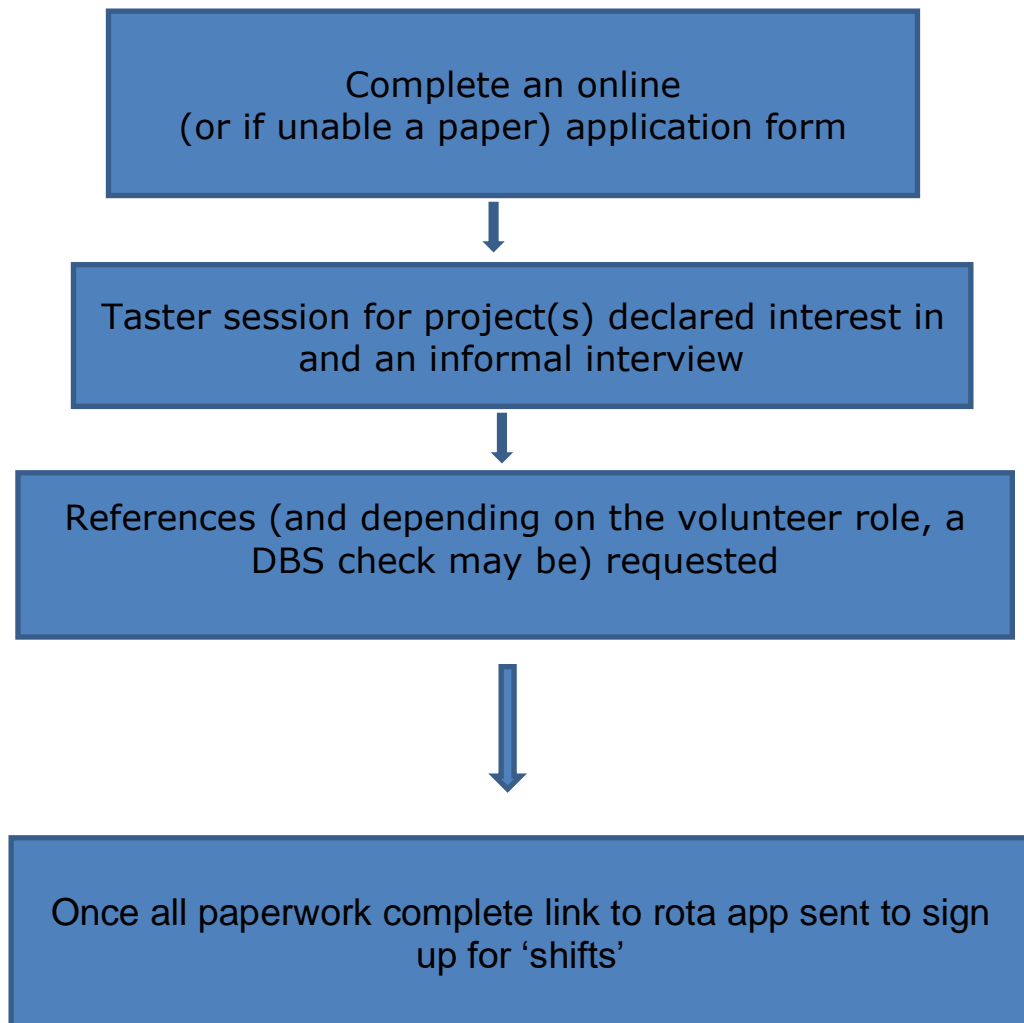 Complete an online
(or if unable a paper) application form
Taster session for project(s) declared interest in
and an informal interview
References (and depending on the volunteer role, a
DBS check may be) requested
Once all paperwork complete link to rota app sent to sign
up for ‘shifts’